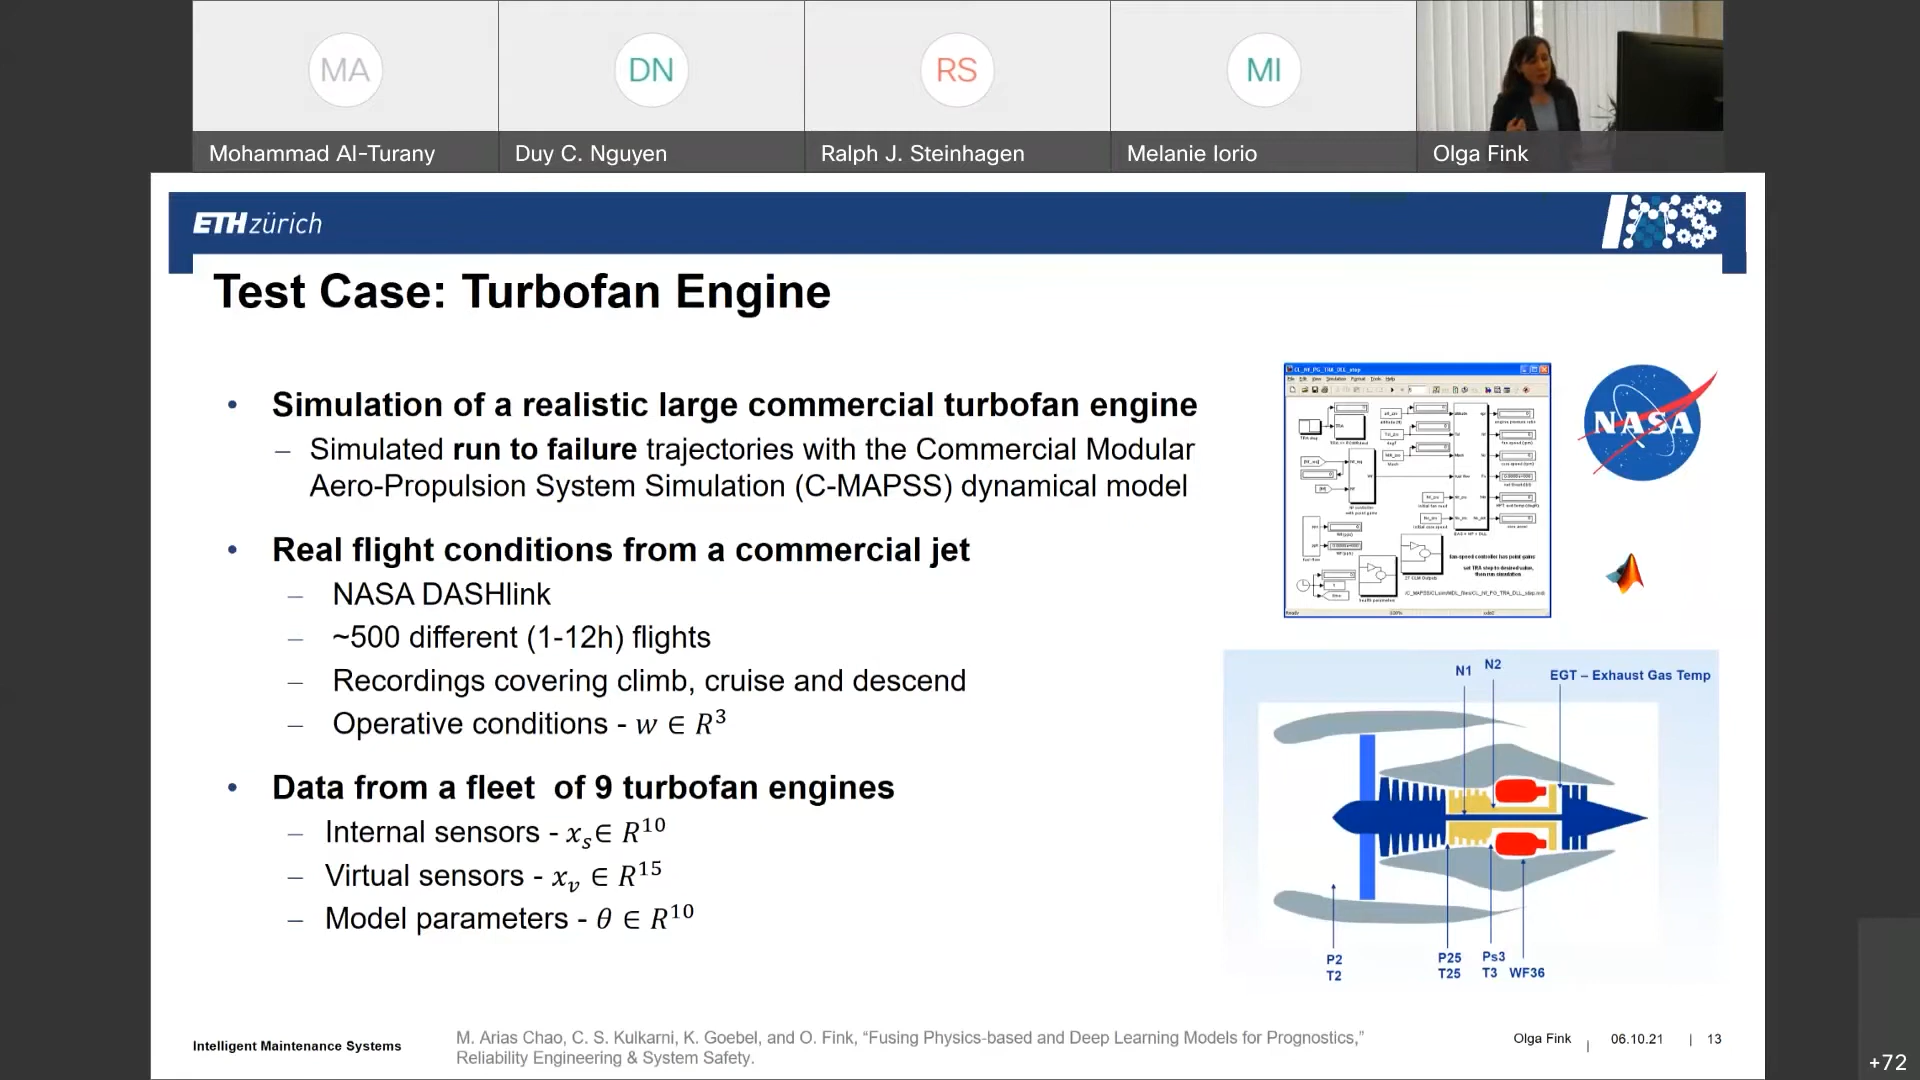 MA
DN
RS
MI
Mohammad Al-Turany
Duy C. Nguyen
Ralph J. Steinhagen
Melanie Iorio
Olga Fink
ETH zürich
Test Case: Turbofan Engine
• Simulation of a realistic large commercial turbofan engine
– Simulated run to failure trajectories with the Commercial Modular
Aero-Propulsion System Simulation (C-MAPSS) dynamical model
• Real flight conditions from a commercial jet
– NASA DASHlink
– ~500 different (1-12h) flights
– Recordings covering climb, cruise and descend
– Operative conditions - w ∈ R³
• Data from a fleet of 9 turbofan engines
– Internal sensors - xₛ∈ R¹⁰
– Virtual sensors - xᵥ ∈ R¹⁵
– Model parameters - θ ∈ R¹⁰
NASA
N1
N2
EGT – Exhaust Gas Temp
P2
T2
P25
T25
Ps3
T3
WF36
Intelligent Maintenance Systems
M. Arias Chao, C. S. Kulkarni, K. Goebel, and O. Fink, “Fusing Physics-based and Deep Learning Models for Prognostics,”
Reliability Engineering & System Safety.
Olga Fink | 06.10.21 | 13
+72